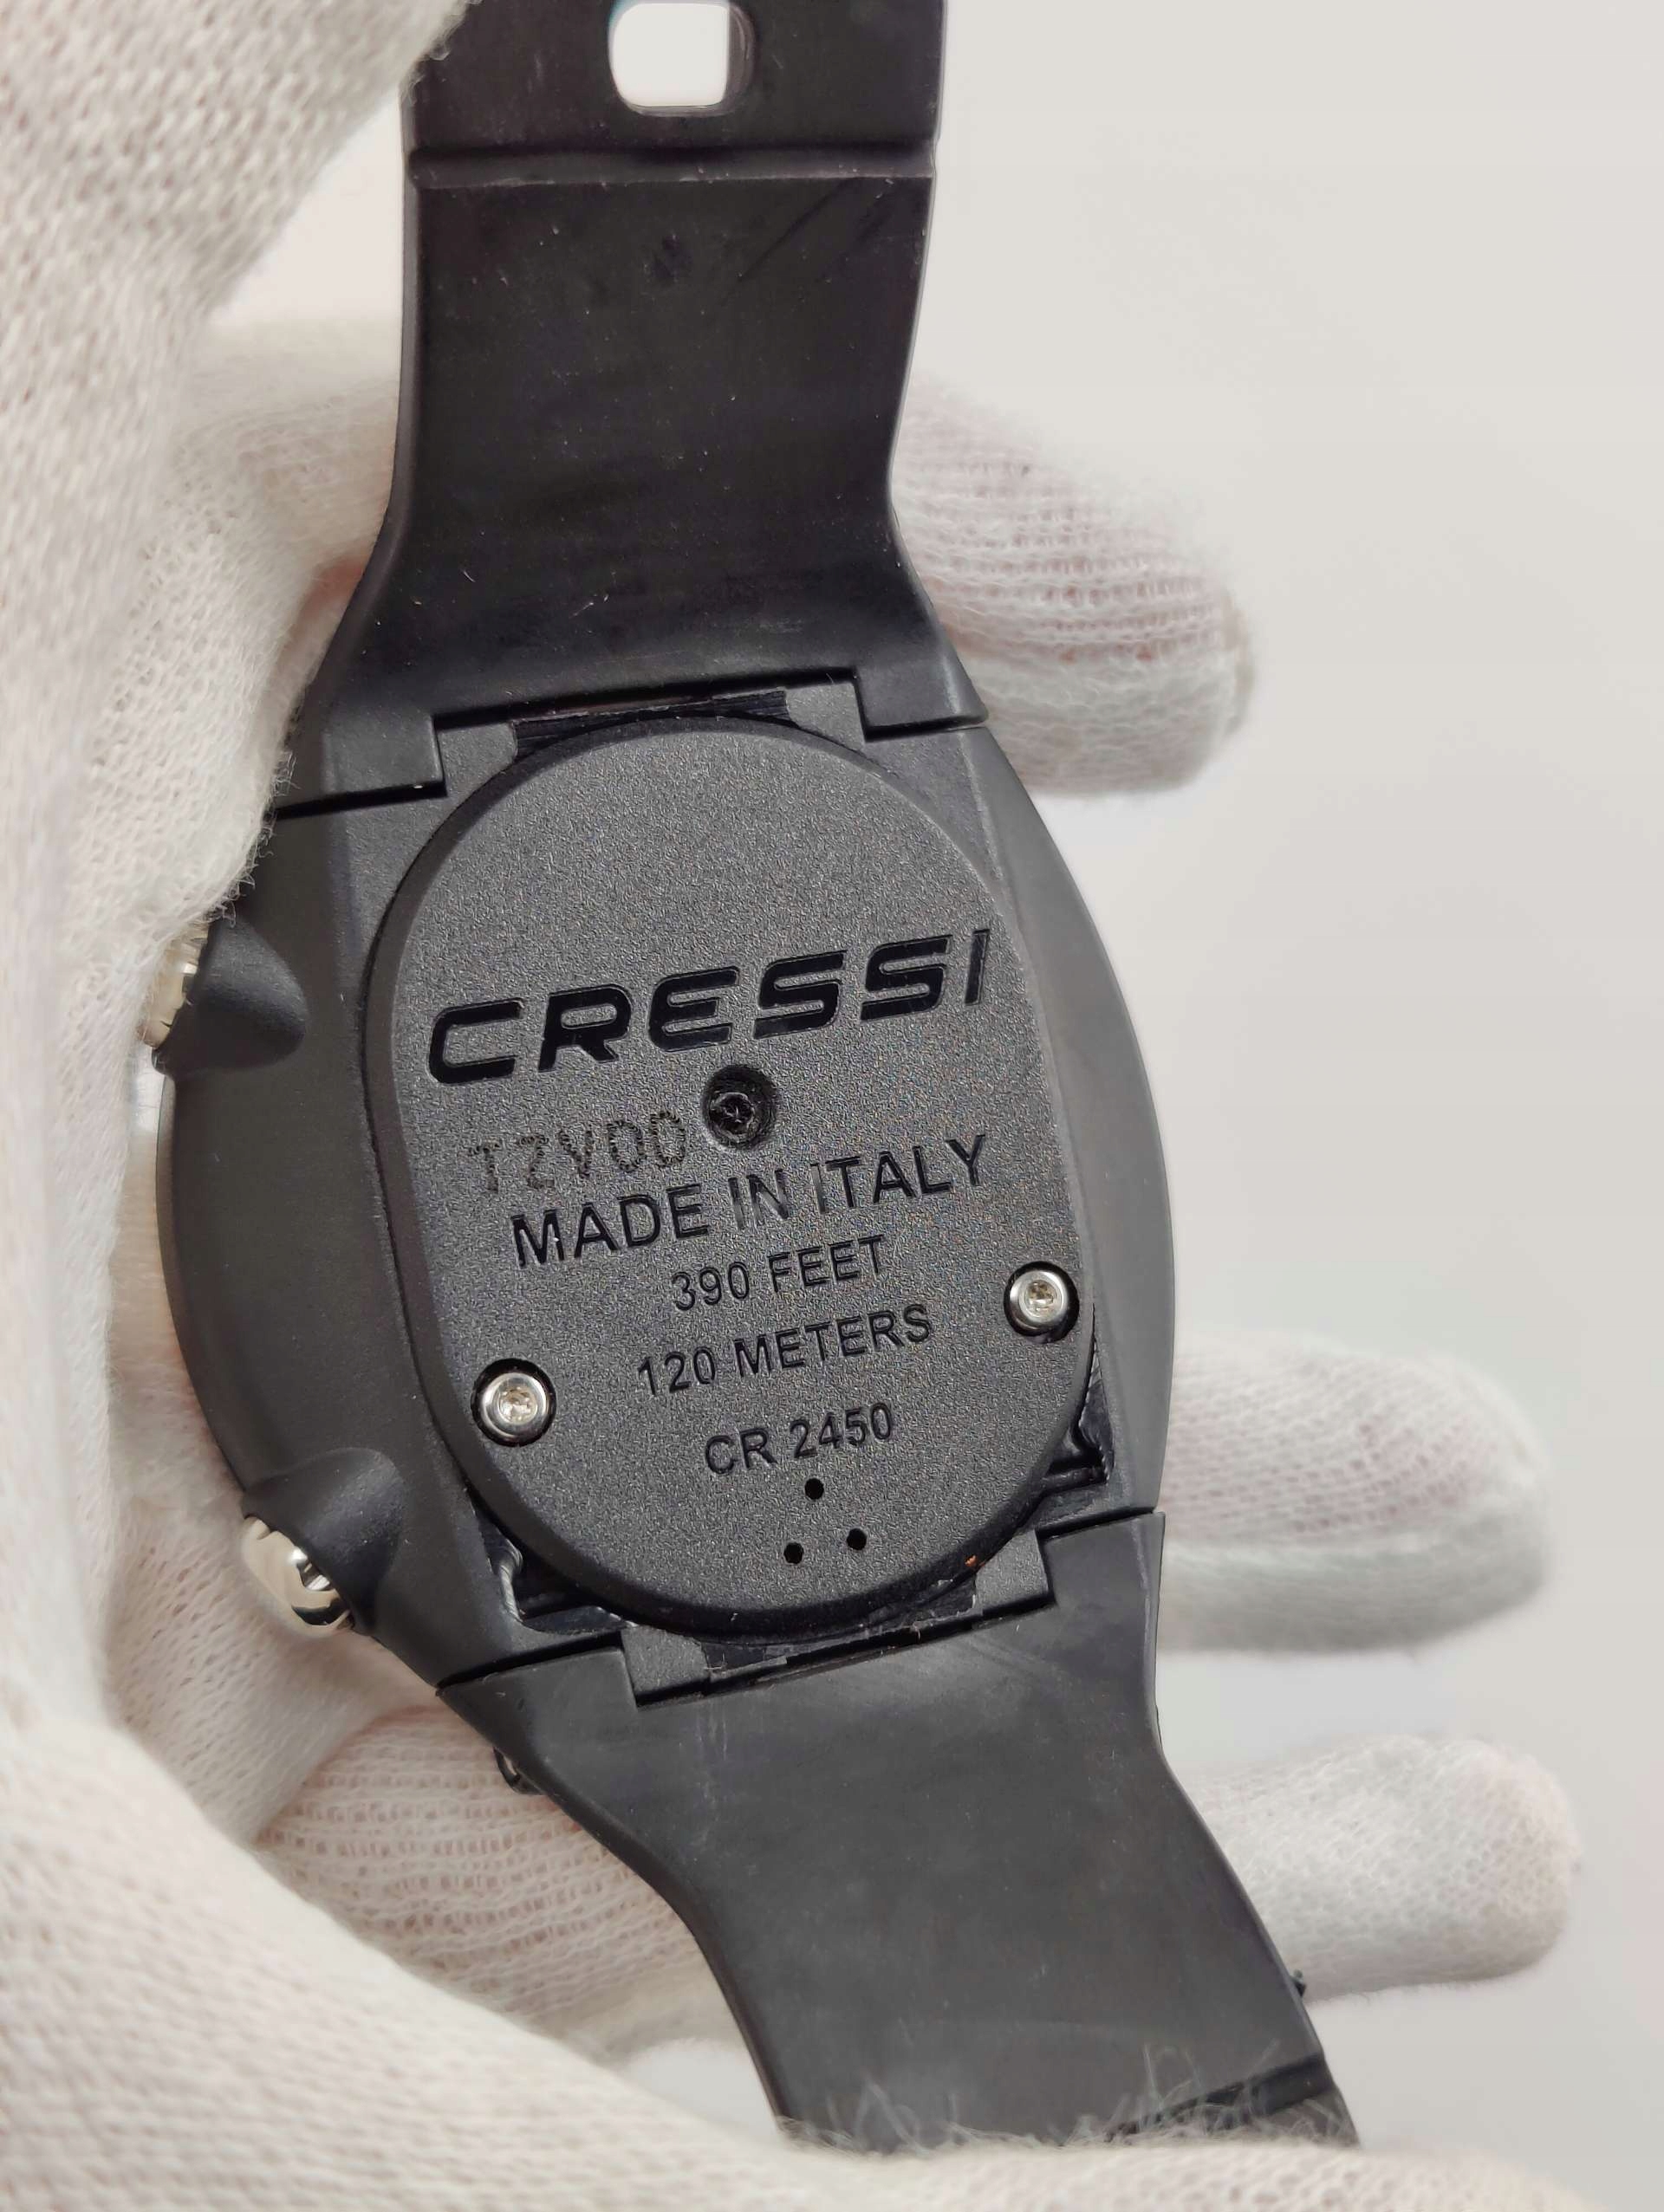 CRESSI
TZV00
MADE IN ITALY
390 FEET
120 METERS
CR 2450